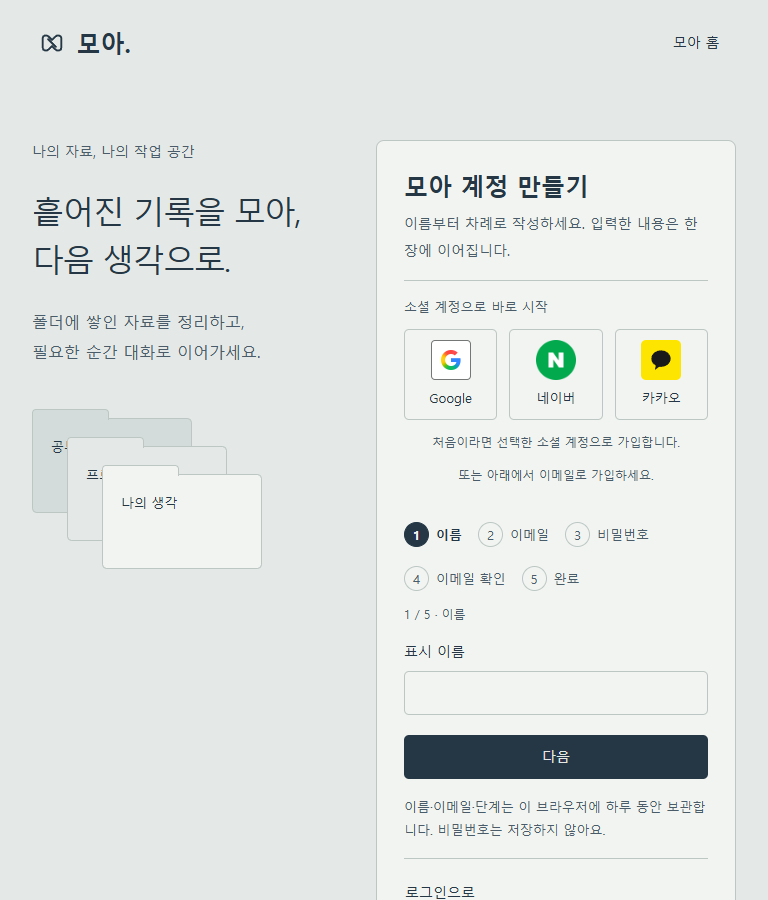 모아.
모아 홈
나의 자료, 나의 작업 공간
흩어진 기록을 모아,
다음 생각으로.
폴더에 쌓인 자료를 정리하고,
필요한 순간 대화로 이어가세요.
나의 생각
모아 계정 만들기
이름부터 차례로 작성하세요. 입력한 내용은 한
장에 이어집니다.
소셜 계정으로 바로 시작
Google
네이버
카카오
처음이라면 선택한 소셜 계정으로 가입합니다.
또는 아래에서 이메일로 가입하세요.
1 이름 2 이메일 3 비밀번호
4 이메일 확인 5 완료
1 / 5 · 이름
표시 이름
다음
이름·이메일·단계는 이 브라우저에 하루 동안 보관합
니다. 비밀번호는 저장하지 않아요.
로그인으로